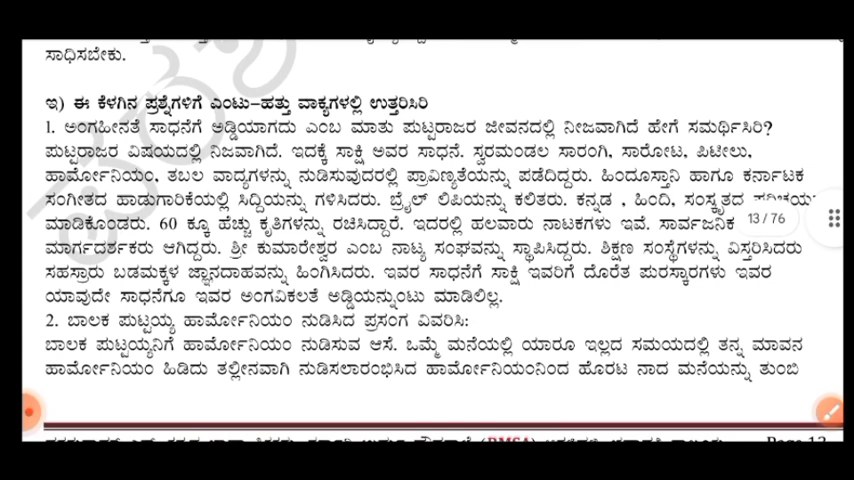 ಸಾಧಿಸಬೇಕು.
ಇ) ಈ ಕೆಳಗಿನ ಪ್ರಶ್ನೆಗಳಿಗೆ ಎಂಟು-ಹತ್ತು ವಾಕ್ಯಗಳಲ್ಲಿ ಉತ್ತರಿಸಿರಿ
1. ಅಂಗಹೀನತೆ ಸಾಧನೆಗೆ ಅಡ್ಡಿಯಾಗದು ಎಂಬ ಮಾತು ಪುಟ್ಟರಾಜರ ಜೀವನದಲ್ಲಿ ನೀಜವಾಗಿದೆ ಹೇಗೆ ಸಮರ್ಥಿಸಿರಿ?
ಪುಟ್ಟರಾಜರ ವಿಷಯದಲ್ಲಿ ನಿಜವಾಗಿದೆ. ಇದಕ್ಕೆ ಸಾಕ್ಷಿ ಅವರ ಸಾಧನೆ. ಸ್ವರಮಂಡಲ ಸಾರಂಗಿ, ಸಾರೋಟ, ಪಿಟೀಲು,
ಹಾರ್ಮೋನಿಯಂ, ತಬಲ ವಾದ್ಯಗಳನ್ನು ನುಡಿಸುವುದರಲ್ಲಿ ಪ್ರಾವಿಣ್ಯತೆಯನ್ನು ಪಡೆದಿದ್ದರು. ಹಿಂದೂಸ್ತಾನಿ ಹಾಗೂ ಕರ್ನಾಟಕ
ಸಂಗೀತದ ಹಾಡುಗಾರಿಕೆಯಲ್ಲಿ ಸಿದ್ದಿಯನ್ನು ಗಳಿಸಿದರು. ಬ್ರೈಲ್ ಲಿಪಿಯನ್ನು ಕಲಿತರು. ಕನ್ನಡ , ಹಿಂದಿ, ಸಂಸ್ಕೃತದ
ಮಾಡಿಕೊಂಡರು. 60 ಕ್ಕೂ ಹೆಚ್ಚು ಕೃತಿಗಳನ್ನು ರಚಿಸಿದ್ದಾರೆ. ಇದರಲ್ಲಿ ಹಲವಾರು ನಾಟಕಗಳು ಇವೆ. ಸಾರ್ವಜನಿಕ 13 / 76
ಮಾರ್ಗದರ್ಶಕರು ಆಗಿದ್ದರು. ಶ್ರೀ ಕುಮಾರೇಶ್ವರ ಎಂಬ ನಾಟ್ಯ ಸಂಘವನ್ನು ಸ್ಥಾಪಿಸಿದ್ದರು. ಶಿಕ್ಷಣ ಸಂಸ್ಥೆಗಳನ್ನು ವಿಸ್ತರಿಸಿದರು
ಸಹಸ್ರಾರು ಬಡಮಕ್ಕಳ ಜ್ಞಾನದಾಹವನ್ನು ಹಿಂಗಿಸಿದರು. ಇವರ ಸಾಧನೆಗೆ ಸಾಕ್ಷಿ ಇವರಿಗೆ ದೊರೆತ ಪುರಸ್ಕಾರಗಳು ಇವರ
ಯಾವುದೇ ಸಾಧನೆಗೂ ಇವರ ಅಂಗವಿಕಲತೆ ಅಡ್ಡಿಯನ್ನುಂಟು ಮಾಡಿಲಿಲ್ಲ.
2. ಬಾಲಕ ಪುಟ್ಟಯ್ಯ ಹಾರ್ಮೋನಿಯಂ ನುಡಿಸಿದ ಪ್ರಸಂಗ ವಿವರಿಸಿ:
ಬಾಲಕ ಪುಟ್ಟಯ್ಯನಿಗೆ ಹಾರ್ಮೋನಿಯಂ ನುಡಿಸುವ ಆಸೆ. ಒಮ್ಮೆ ಮನೆಯಲ್ಲಿ ಯಾರೂ ಇಲ್ಲದ ಸಮಯದಲ್ಲಿ ತನ್ನ ಮಾವನ
ಹಾರ್ಮೋನಿಯಂ ಹಿಡಿದು ತಲ್ಲೀನವಾಗಿ ನುಡಿಸಲಾರಂಭಿಸಿದ ಹಾರ್ಮೋನಿಯಂನಿಂದ ಹೊರಟ ನಾದ ಮನೆಯನ್ನು ತುಂಬಿ